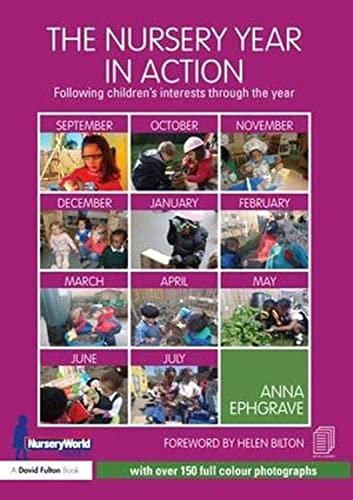 THE NURSERY YEAR
IN ACTION
Following children's interests through the year
SEPTEMBER
OCTOBER
NOVEMBER
DECEMBER
JANUARY
FEBRUARY
MARCH
APRIL
MAY
JUNE
JULY
ANNA
EPHGRAVE
FOREWORD BY HELEN BILTON
NurseryWorld
A David Fulton Book
with over 150 full colour photographs